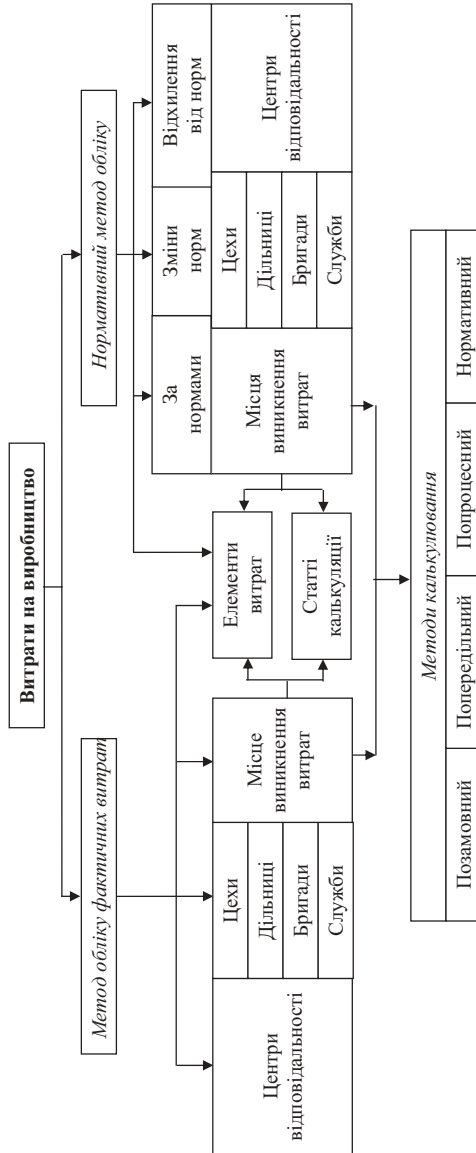 Витрати на виробництво
Метод обліку фактичних витрат
Нормативний метод обліку
Центри
відповідальності
Цехи
Дільниці
Бригади
Служби
Місце
виникнення
витрат
Елементи
витрат
Статті
калькуляції
За
нормами
Зміни
норм
Відхилення
від норм
Місця
виникнення
витрат
Цехи
Дільниці
Бригади
Служби
Центри
відповідальності
Методи калькулювання
Позамовний
Попередільний
Попроцесний
Нормативний